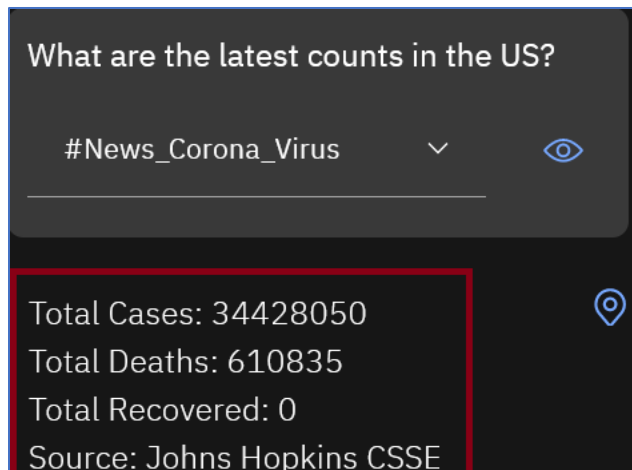 What are the latest counts in the US?
#News_Corona_Virus
Total Cases: 34428050
Total Deaths: 610835
Total Recovered: 0
Source: Johns Hopkins CSSE